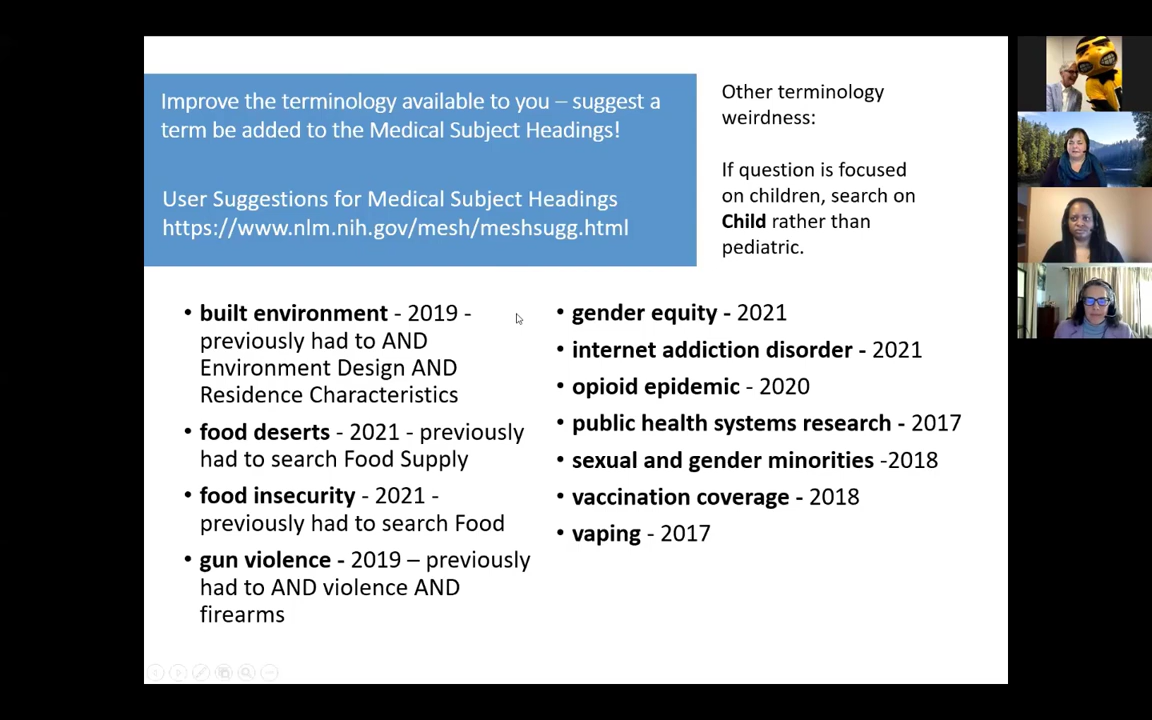 Improve the terminology available to you – suggest a
term be added to the Medical Subject Headings!
User Suggestions for Medical Subject Headings
https://www.nlm.nih.gov/mesh/meshsugg.html
Other terminology
weirdness:
If question is focused
on children, search on
Child rather than
pediatric.
• built environment - 2019 -
previously had to AND
Environment Design AND
Residence Characteristics
• food deserts - 2021 - previously
had to search Food Supply
• food insecurity - 2021 -
previously had to search Food
• gun violence - 2019 – previously
had to AND violence AND
firearms
• gender equity - 2021
• internet addiction disorder - 2021
• opioid epidemic - 2020
• public health systems research - 2017
• sexual and gender minorities -2018
• vaccination coverage - 2018
• vaping - 2017